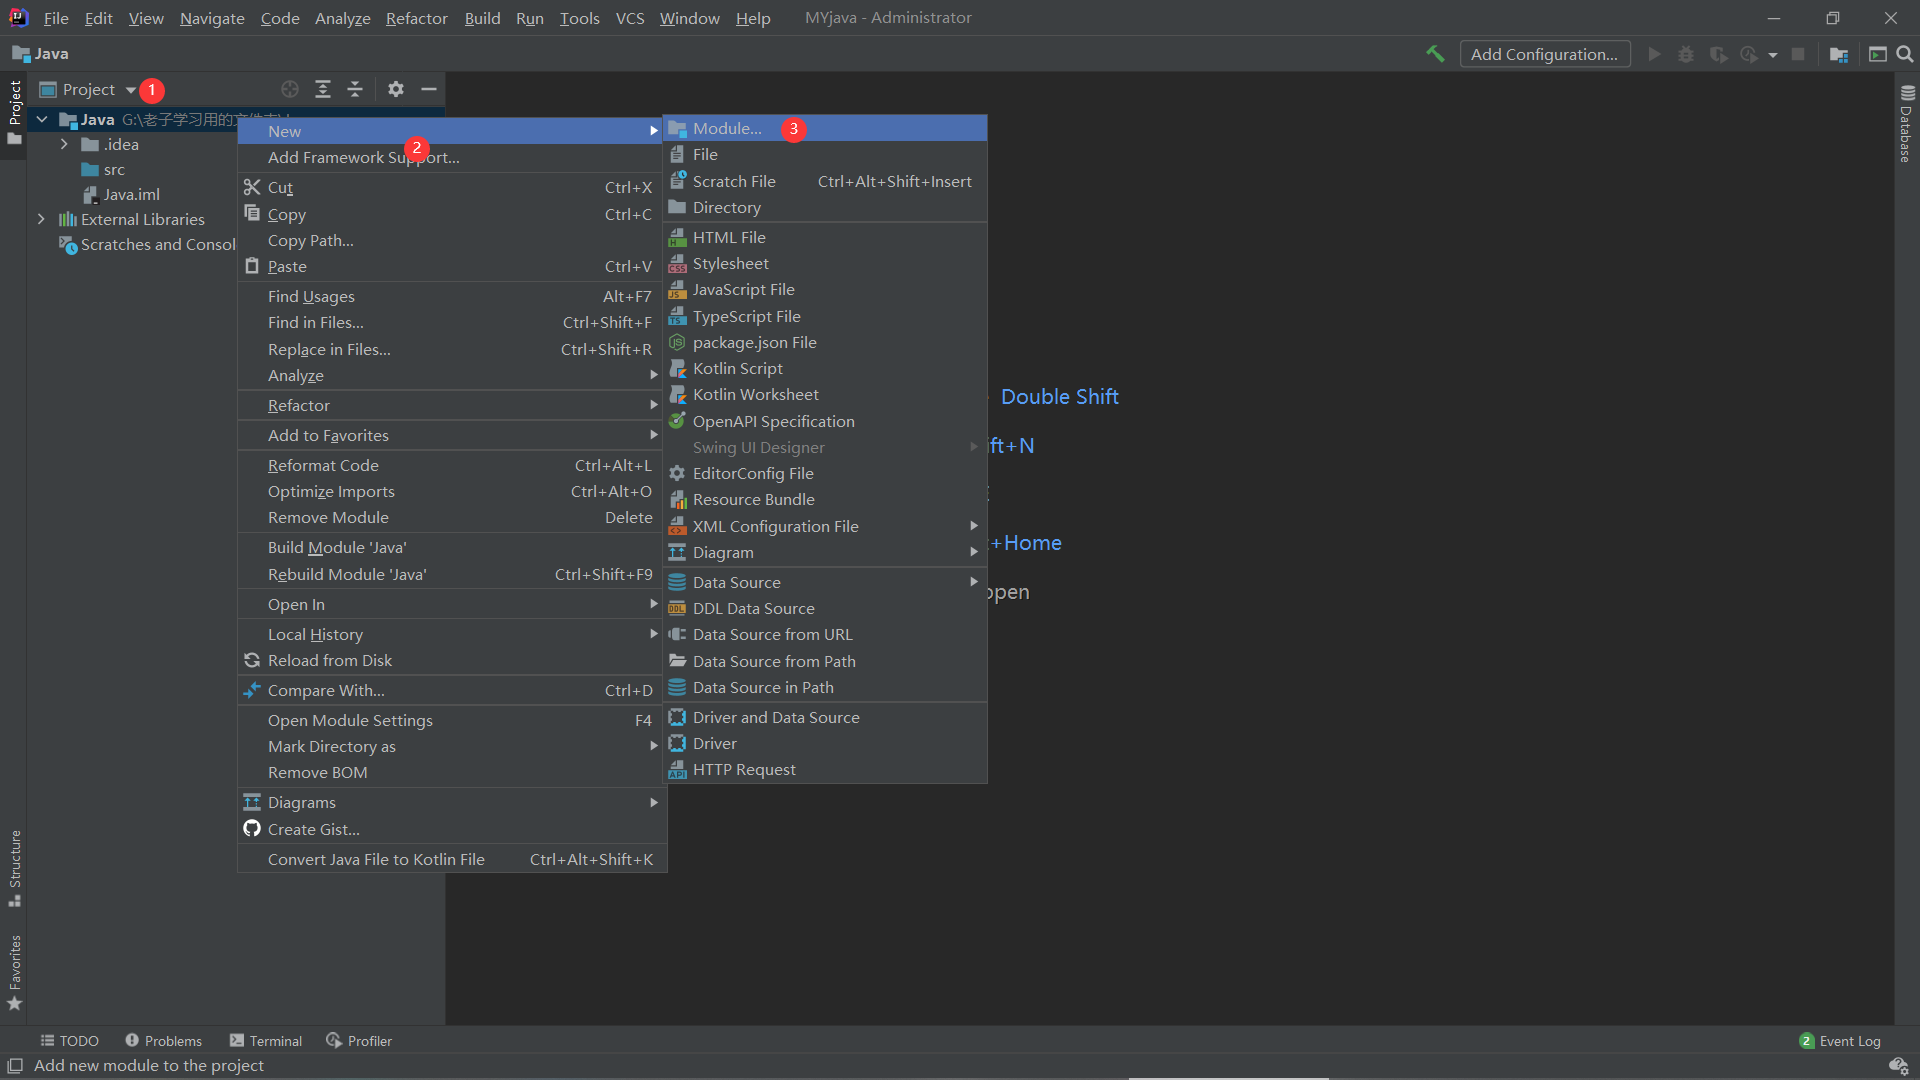 File Edit View Navigate Code Analyze Refactor Build Run Tools VCS Window Help MYjava - Administrator
Java
Add Configuration...
Project 1
Project
Java G:\老子学习用的
.idea
src
Java.iml
External Libraries
Scratches and Consol
New
2
Add Framework Support...
Cut Ctrl+X
Copy Ctrl+C
Copy Path...
Paste Ctrl+V
Find Usages Alt+F7
Find in Files... Ctrl+Shift+F
Replace in Files... Ctrl+Shift+R
Analyze
Refactor
Add to Favorites
Reformat Code Ctrl+Alt+L
Optimize Imports Ctrl+Alt+O
Remove Module Delete
Build Module 'Java'
Rebuild Module 'Java' Ctrl+Shift+F9
Open In
Local History
Reload from Disk
Compare With... Ctrl+D
Open Module Settings F4
Mark Directory as
Remove BOM
Diagrams
Create Gist...
Convert Java File to Kotlin File Ctrl+Alt+Shift+K
Module... 3
File
Scratch File Ctrl+Alt+Shift+Insert
Directory
HTML File
Stylesheet
JavaScript File
TypeScript File
package.json File
Kotlin Script
Kotlin Worksheet
OpenAPI Specification
Swing UI Designer
EditorConfig File
Resource Bundle
XML Configuration File
Diagram
Data Source
DDL Data Source
Data Source from URL
Data Source from Path
Data Source in Path
Driver and Data Source
Driver
HTTP Request
Double Shift
ift+N
+Home
open
Database
Structure
Favorites
TODO Problems Terminal Profiler
2 Event Log
Add new module to the project